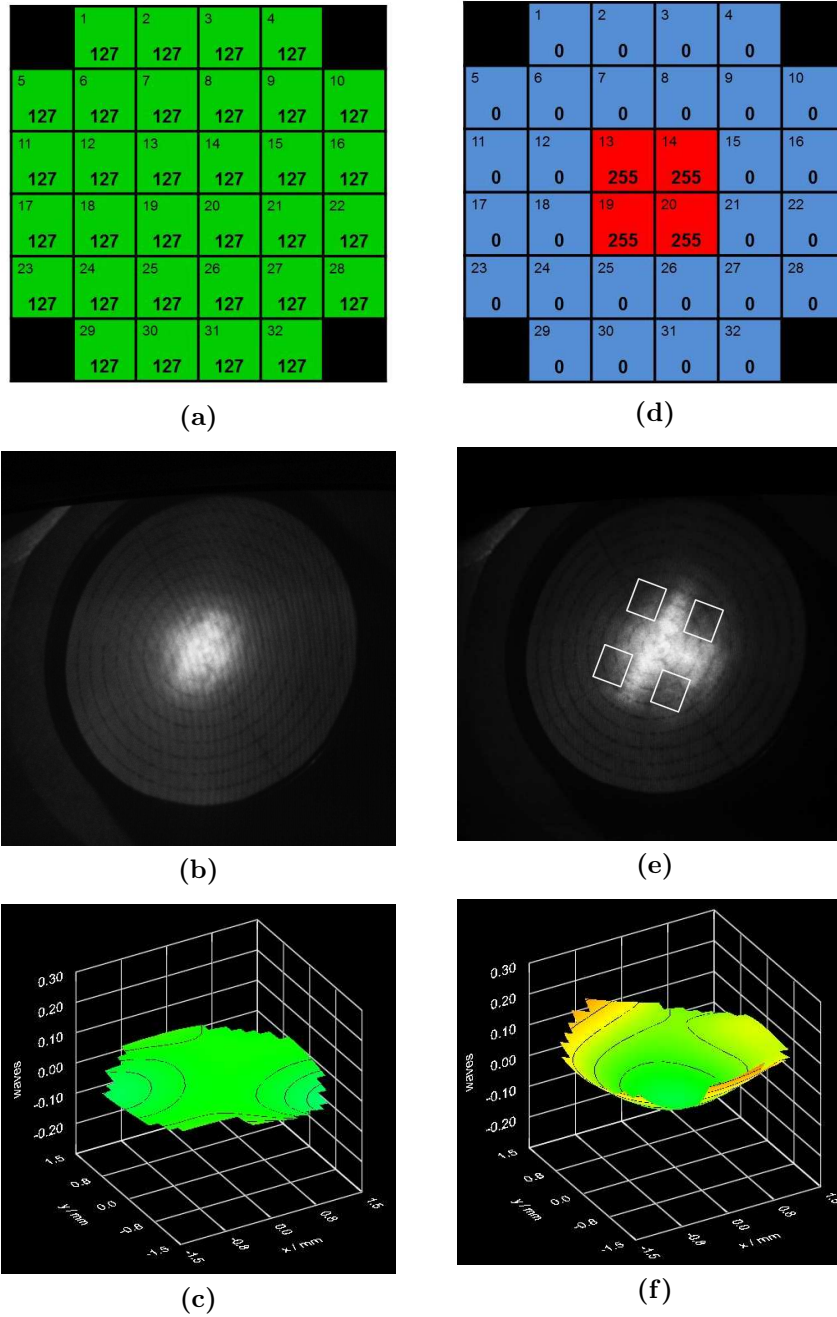 1 2 3 4
127 127 127 127
5 6 7 8 9 10
127 127 127 127 127 127
11 12 13 14 15 16
127 127 127 127 127 127
17 18 19 20 21 22
127 127 127 127 127 127
23 24 25 26 27 28
127 127 127 127 127 127
29 30 31 32
127 127 127 127
(a)
1 2 3 4
0 0 0 0
5 6 7 8 9 10
0 0 0 0 0 0
11 12 13 14 15 16
0 0 255 255 0 0
17 18 19 20 21 22
0 0 255 255 0 0
23 24 25 26 27 28
0 0 0 0 0 0
29 30 31 32
0 0 0 0
(d)
(b)
(e)
0.30
0.20
0.10
0.00
-0.10
-0.20
waves
1.5
0.8
0.0
-0.8
-1.5
y / mm
-1.5
-0.8
0.0
0.8
1.5
x / mm
(c)
0.30
0.20
0.10
0.00
-0.10
-0.20
waves
1.5
0.8
0.0
-0.8
-1.5
y / mm
-1.5
-0.8
0.0
0.8
1.5
x / mm
(f)